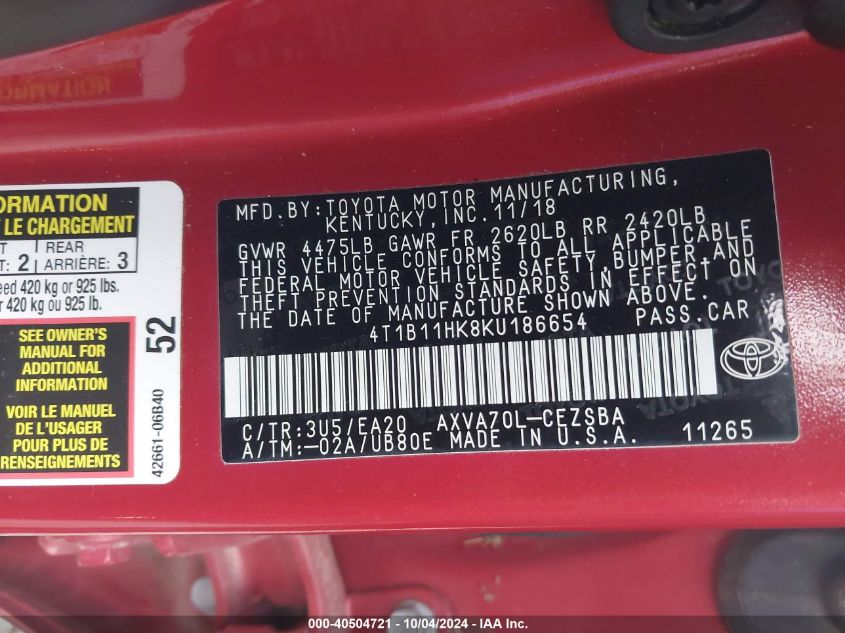 ORMATION
LE CHARGEMENT
T REAR
T: 2 ARRIÈRE: 3
eed 420 kg or 925 lbs.
r 420 kg ou 925 lb.
SEE OWNER'S
MANUAL FOR
ADDITIONAL
INFORMATION
VOIR LE MANUEL
DE L'USAGER
POUR PLUS DE
RENSEIGNEMENTS
52
42661-06B40
MFD.BY:TOYOTA MOTOR MANUFACTURING,
KENTUCKY,INC.11/18
GVWR 4475LB GAWR FR 2620LB RR 2420LB
THIS VEHICLE CONFORMS TO ALL APPLICABLE
FEDERAL MOTOR VEHICLE SAFETY,BUMPER,AND
THEFT PREVENTION STANDARDS IN EFFECT ON
THE DATE OF MANUFACTURE SHOWN ABOVE.
4T1B11HK8KU186654 PASS.CAR
C/TR:3U5/EA20 AXVA70L-CEZSBA
A/TM:-02A/UB80E MADE IN U.S.A. 11265
000-40504721 - 10/04/2024 - IAA Inc.